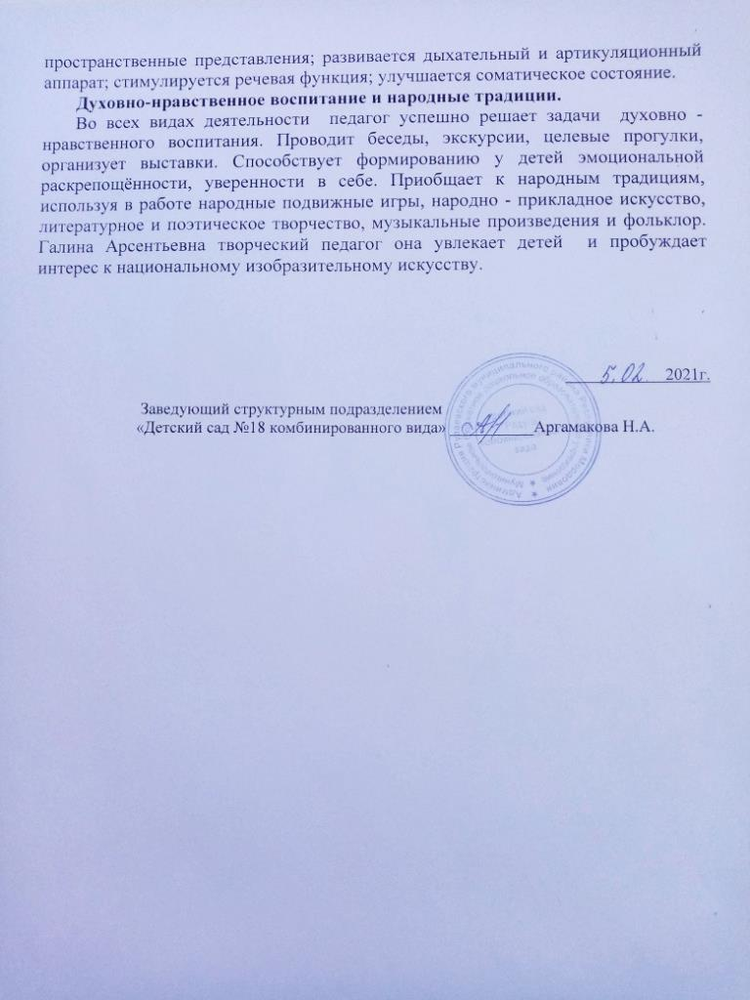 пространственные представления; развивается дыхательный и артикуляционный
аппарат; стимулируется речевая функция; улучшается соматическое состояние.
Духовно-нравственное воспитание и народные традиции.
Во всех видах деятельности педагог успешно решает задачи духовно -
нравственного воспитания. Проводит беседы, экскурсии, целевые прогулки,
организует выставки. Способствует формированию у детей эмоциональной
раскрепощённости, уверенности в себе. Приобщает к народным традициям,
используя в работе народные подвижные игры, народно - прикладное искусство,
литературное и поэтическое творчество, музыкальные произведения и фольклор.
Галина Арсентьевна творческий педагог она увлекает детей и пробуждает
интерес к национальному изобразительному искусству.
5.02 2021г.
Заведующий структурным подразделением
«Детский сад №18 комбинированного вида» Аргамакова Н.А.